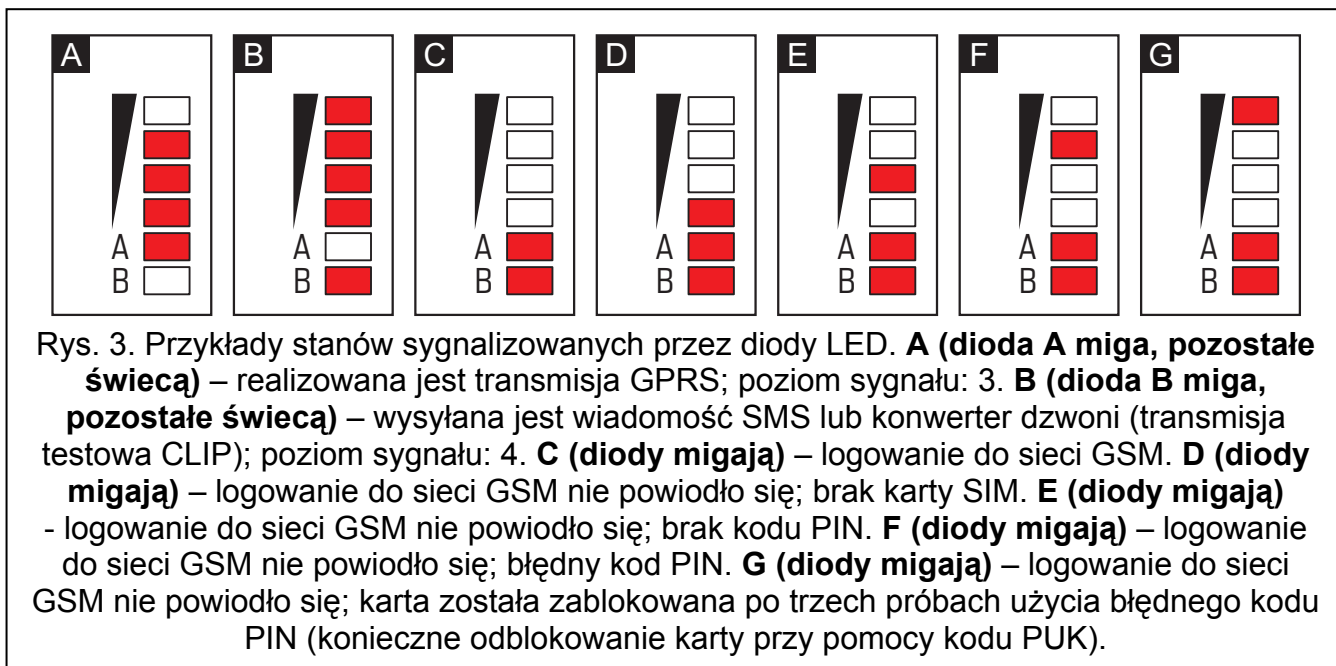 A B C D E F G
A A A A A A A
B B B B B B B
Rys. 3. Przykłady stanów sygnalizowanych przez diody LED. A (dioda A miga, pozostałe
świecą) – realizowana jest transmisja GPRS; poziom sygnału: 3. B (dioda B miga,
pozostałe świecą) – wysyłana jest wiadomość SMS lub konwerter dzwoni (transmisja
testowa CLIP); poziom sygnału: 4. C (diody migają) – logowanie do sieci GSM. D (diody
migają) – logowanie do sieci GSM nie powiodło się; brak karty SIM. E (diody migają)
- logowanie do sieci GSM nie powiodło się; brak kodu PIN. F (diody migają) – logowanie
do sieci GSM nie powiodło się; błędny kod PIN. G (diody migają) – logowanie do sieci
GSM nie powiodło się; karta została zablokowana po trzech próbach użycia błędnego kodu
PIN (konieczne odblokowanie karty przy pomocy kodu PUK).